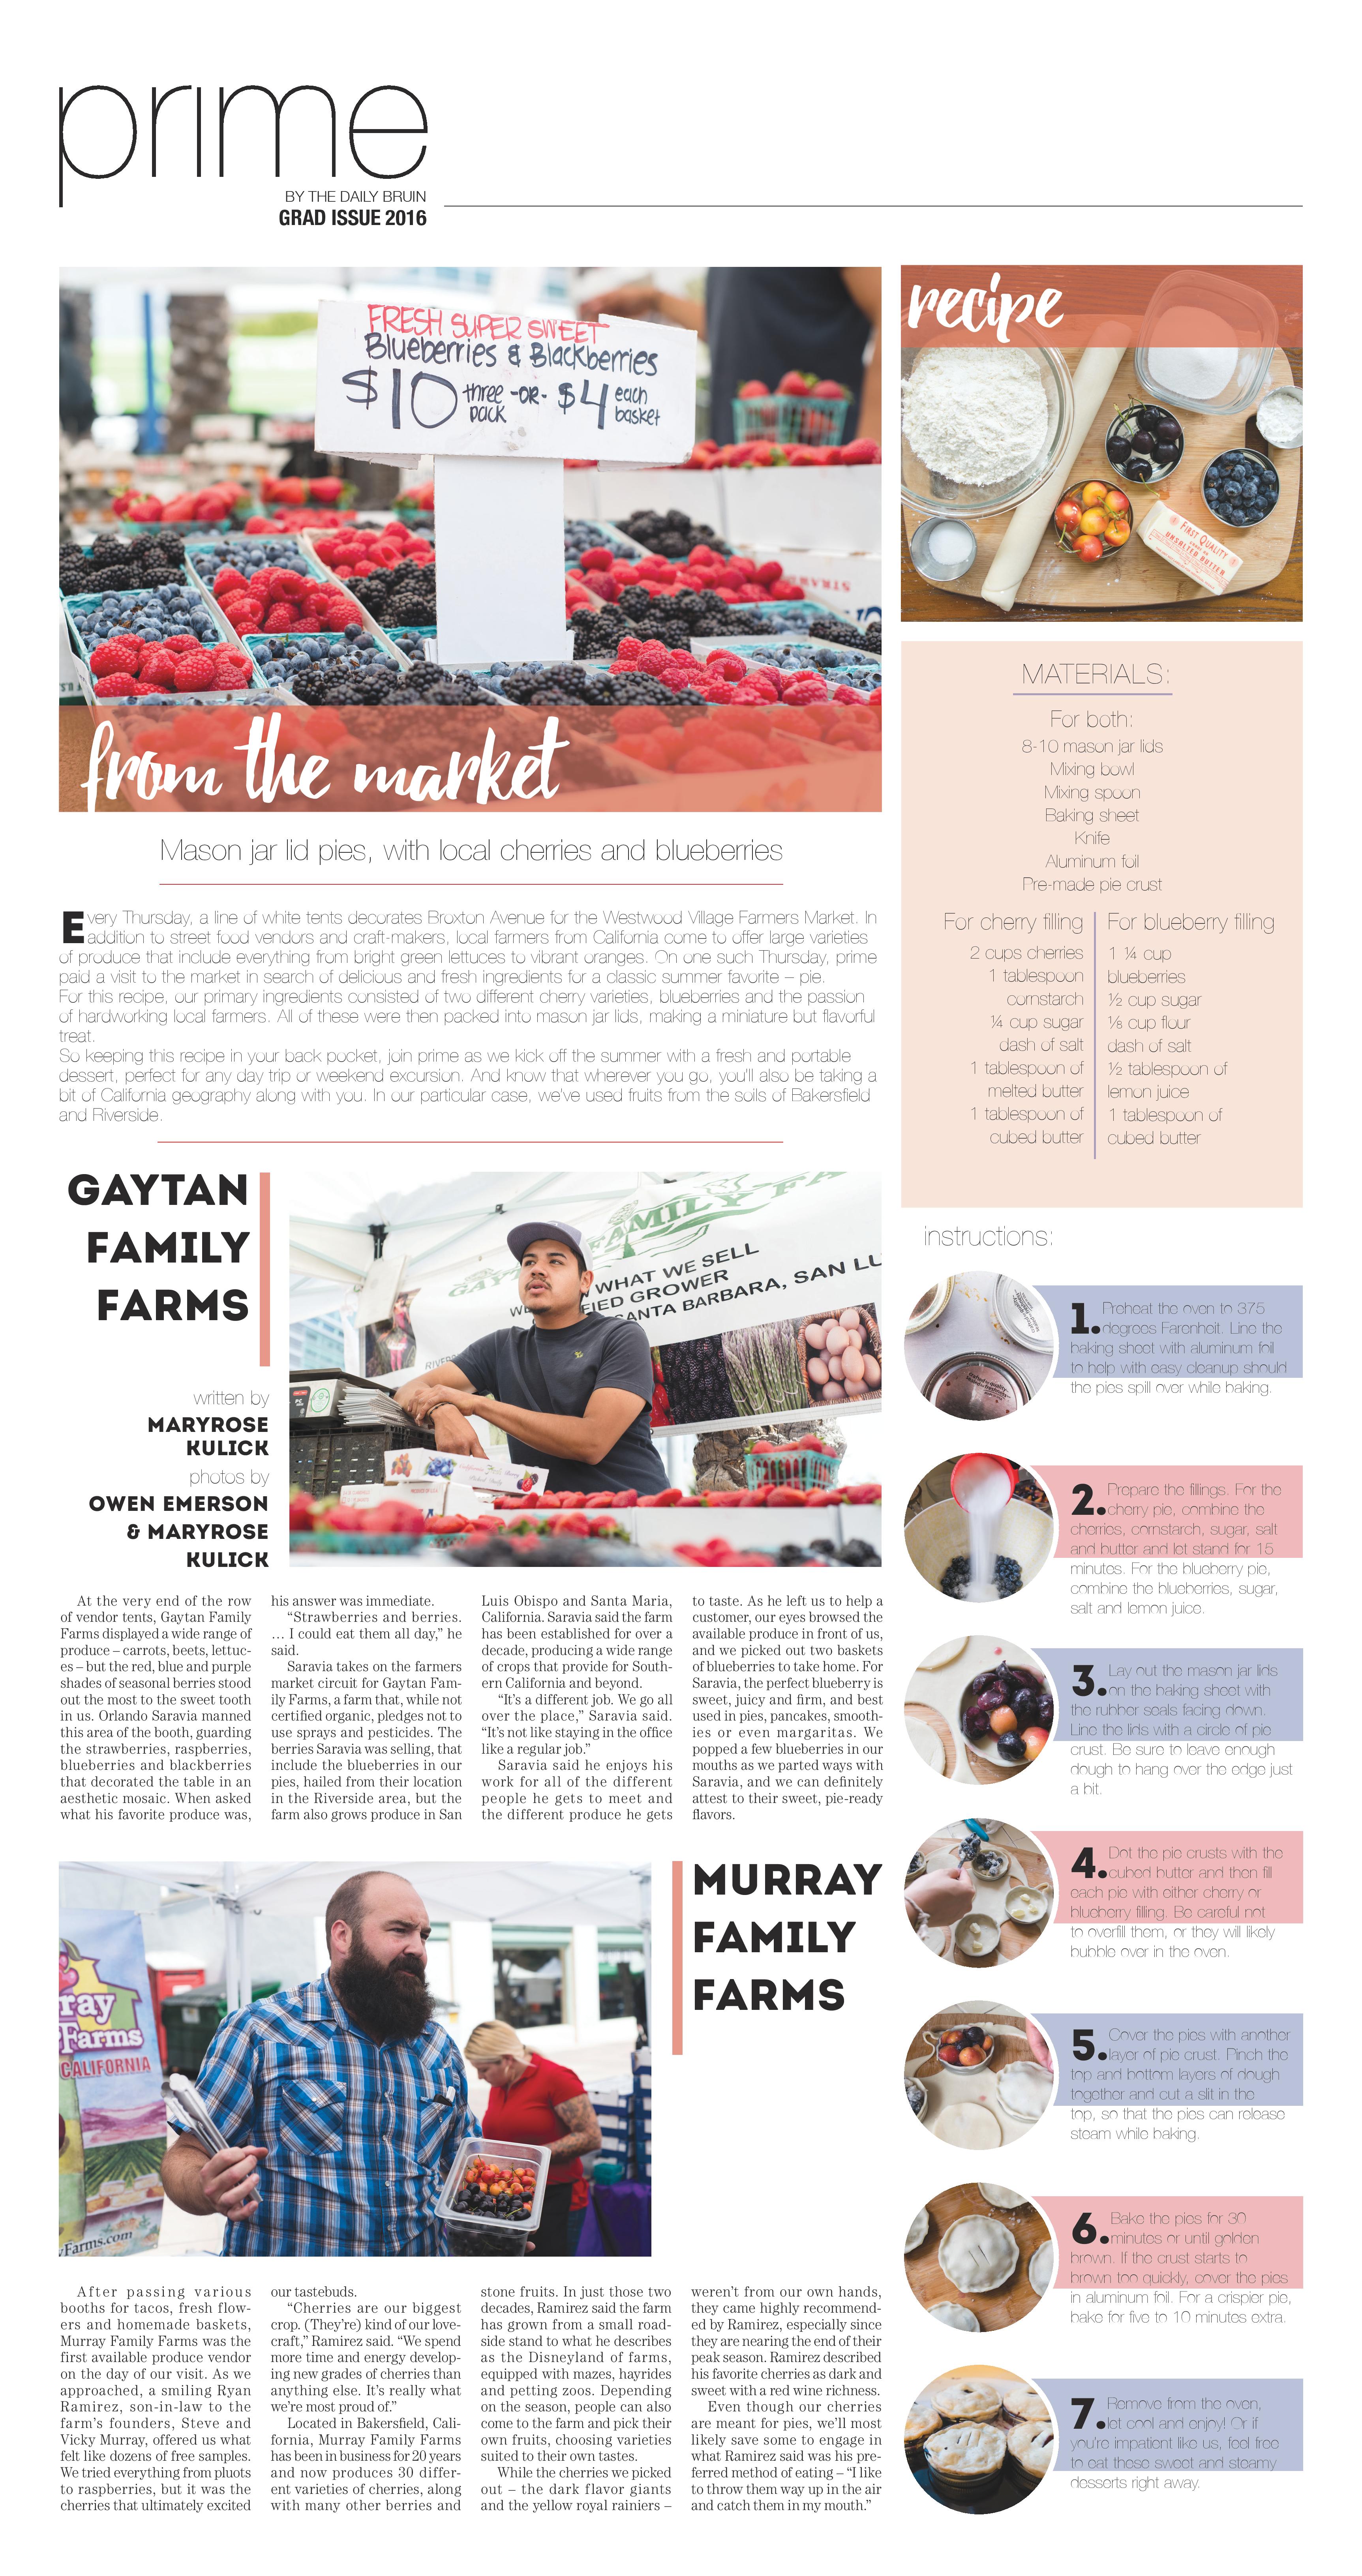 prime
BY THE DAILY BRUIN
GRAD ISSUE 2016
FRESH SUPER SWEET
Blueberries & Blackberries
$10 three pack -OR- $4 each basket
from the market
Mason jar lid pies, with local cherries and blueberries
Every Thursday, a line of white tents decorates Broxton Avenue for the Westwood Village Farmers Market. In
addition to street food vendors and craft-makers, local farmers from California come to offer large varieties
of produce that include everything from bright green lettuces to vibrant oranges. On one such Thursday, prime
paid a visit to the market in search of delicious and fresh ingredients for a classic summer favorite – pie.
For this recipe, our primary ingredients consisted of two different cherry varieties, blueberries and the passion
of hardworking local farmers. All of these were then packed into mason jar lids, making a miniature but flavorful
treat.
So keeping this recipe in your back pocket, join prime as we kick off the summer with a fresh and portable
dessert, perfect for any day trip or weekend excursion. And know that wherever you go, you'll also be taking a
bit of California geography along with you. In our particular case, we've used fruits from the soils of Bakersfield
and Riverside.
GAYTAN
FAMILY
FARMS
written by
MARYROSE
KULICK
photos by
OWEN EMERSON
& MARYROSE
KULICK
FAMILY FA
WHAT WE SELL
FIED GROWER
SANTA BARBARA, SAN LU
At the very end of the row
of vendor tents, Gaytan Family
Farms displayed a wide range of
produce – carrots, beets, lettuc-
es – but the red, blue and purple
shades of seasonal berries stood
out the most to the sweet tooth
in us. Orlando Saravia manned
this area of the booth, guarding
the strawberries, raspberries,
blueberries and blackberries
that decorated the table in an
aesthetic mosaic. When asked
what his favorite produce was,
his answer was immediate.
“Strawberries and berries.
… I could eat them all day,” he
said.
Saravia takes on the farmers
market circuit for Gaytan Fam-
ily Farms, a farm that, while not
certified organic, pledges not to
use sprays and pesticides. The
berries Saravia was selling, that
include the blueberries in our
pies, hailed from their location
in the Riverside area, but the
farm also grows produce in San
Luis Obispo and Santa Maria,
California. Saravia said the farm
has been established for over a
decade, producing a wide range
of crops that provide for South-
ern California and beyond.
“It’s a different job. We go all
over the place,” Saravia said.
“It’s not like staying in the office
like a regular job.”
Saravia said he enjoys his
work for all of the different
people he gets to meet and
the different produce he gets
to taste. As he left us to help a
customer, our eyes browsed the
available produce in front of us,
and we picked out two baskets
of blueberries to take home. For
Saravia, the perfect blueberry is
sweet, juicy and firm, and best
used in pies, pancakes, smooth-
ies or even margaritas. We
popped a few blueberries in our
mouths as we parted ways with
Saravia, and we can definitely
attest to their sweet, pie-ready
flavors.
ray
Farms
CALIFORNIA
yFarms.com
MURRAY
FAMILY
FARMS
After passing various
booths for tacos, fresh flow-
ers and homemade baskets,
Murray Family Farms was the
first available produce vendor
on the day of our visit. As we
approached, a smiling Ryan
Ramirez, son-in-law to the
farm’s founders, Steve and
Vicky Murray, offered us what
felt like dozens of free samples.
We tried everything from pluots
to raspberries, but it was the
cherries that ultimately excited
our tastebuds.
“Cherries are our biggest
crop. (They’re) kind of our love-
craft,” Ramirez said. “We spend
more time and energy develop-
ing new grades of cherries than
anything else. It’s really what
we’re most proud of.”
Located in Bakersfield, Cali-
fornia, Murray Family Farms
has been in business for 20 years
and now produces 30 differ-
ent varieties of cherries, along
with many other berries and
stone fruits. In just those two
decades, Ramirez said the farm
has grown from a small road-
side stand to what he describes
as the Disneyland of farms,
equipped with mazes, hayrides
and petting zoos. Depending
on the season, people can also
come to the farm and pick their
own fruits, choosing varieties
suited to their own tastes.
While the cherries we picked
out – the dark flavor giants
and the yellow royal rainiers –
weren’t from our own hands,
they came highly recommend-
ed by Ramirez, especially since
they are nearing the end of their
peak season. Ramirez described
his favorite cherries as dark and
sweet with a red wine richness.
Even though our cherries
are meant for pies, we’ll most
likely save some to engage in
what Ramirez said was his pre-
ferred method of eating – “I like
to throw them way up in the air
and catch them in my mouth.”
recipe
FIRST QUALITY
UNSALTED BUTTER
MATERIALS:
For both:
8-10 mason jar lids
Mixing bowl
Mixing spoon
Baking sheet
Knife
Aluminum foil
Pre-made pie crust
For cherry filling
2 cups cherries
1 tablespoon
cornstarch
¼ cup sugar
dash of salt
1 tablespoon of
melted butter
1 tablespoon of
cubed butter
For blueberry filling
1 ¼ cup
blueberries
½ cup sugar
⅛ cup flour
dash of salt
½ tablespoon of
lemon juice
1 tablespoon of
cubed butter
instructions:
1. Preheat the oven to 375
degrees Farenheit. Line the
baking sheet with aluminum foil
to help with easy cleanup should
the pies spill over while baking.
2. Prepare the fillings. For the
cherry pie, combine the
cherries, cornstarch, sugar, salt
and butter and let stand for 15
minutes. For the blueberry pie,
combine the blueberries, sugar,
salt and lemon juice.
3. Lay out the mason jar lids
on the baking sheet with
the rubber seals facing down.
Line the lids with a circle of pie
crust. Be sure to leave enough
dough to hang over the edge just
a bit.
4. Dot the pie crusts with the
cubed butter and then fill
each pie with either cherry or
blueberry filling. Be careful not
to overfill them, or they will likely
bubble over in the oven.
5. Cover the pies with another
layer of pie crust. Pinch the
top and bottom layers of dough
together and cut a slit in the
top, so that the pies can release
steam while baking.
6. Bake the pies for 30
minutes or until golden
brown. If the crust starts to
brown too quickly, cover the pies
in aluminum foil. For a crispier pie,
bake for five to 10 minutes extra.
7. Remove from the oven,
let cool and enjoy! Or if
you're impatient like us, feel free
to eat these sweet and steamy
desserts right away.